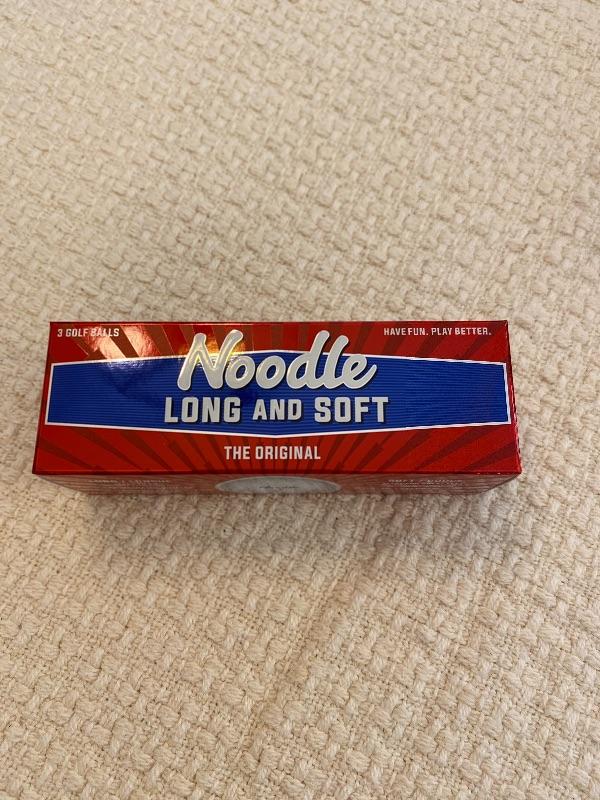 3 GOLF BALLS
HAVE FUN. PLAY BETTER.
Noodle
LONG AND SOFT
THE ORIGINAL